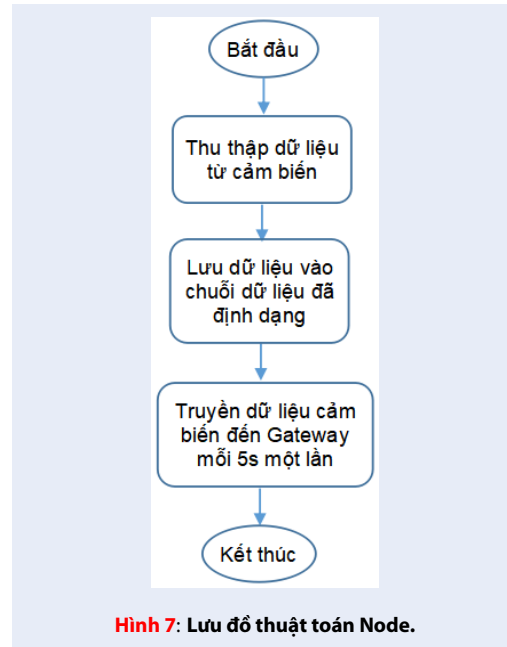 Bắt đầu
Thu thập dữ liệu
từ cảm biến
Lưu dữ liệu vào
chuỗi dữ liệu đã
định dạng
Truyền dữ liệu cảm
biến đến Gateway
mỗi 5s một lần
Kết thúc
Hình 7: Lưu đồ thuật toán Node.